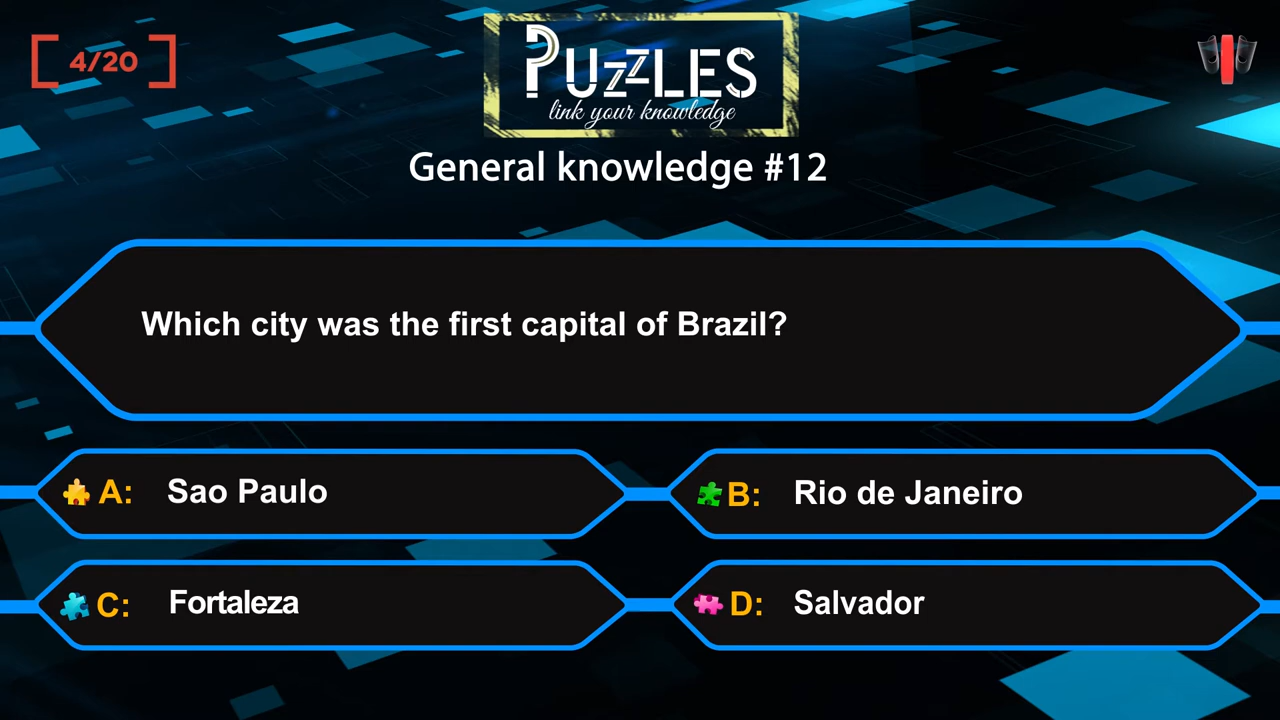 4/20
PUZZLES
link your knowledge
General knowledge #12
Which city was the first capital of Brazil?
A: Sao Paulo
B: Rio de Janeiro
C: Fortaleza
D: Salvador